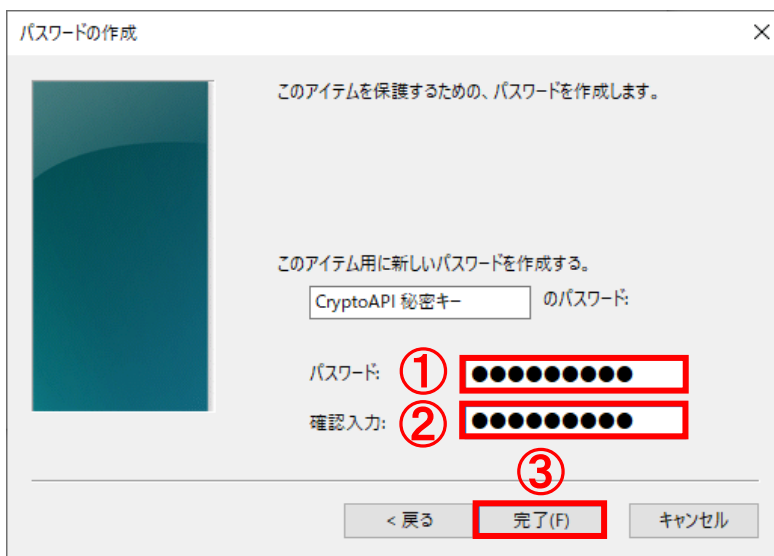 パスワードの作成
このアイテムを保護するための、パスワードを作成します。
このアイテム用に新しいパスワードを作成する。
CryptoAPI 秘密キー のパスワード:
パスワード: ① ●●●●●●●●●
確認入力: ② ●●●●●●●●●
③
< 戻る 完了(F) キャンセル